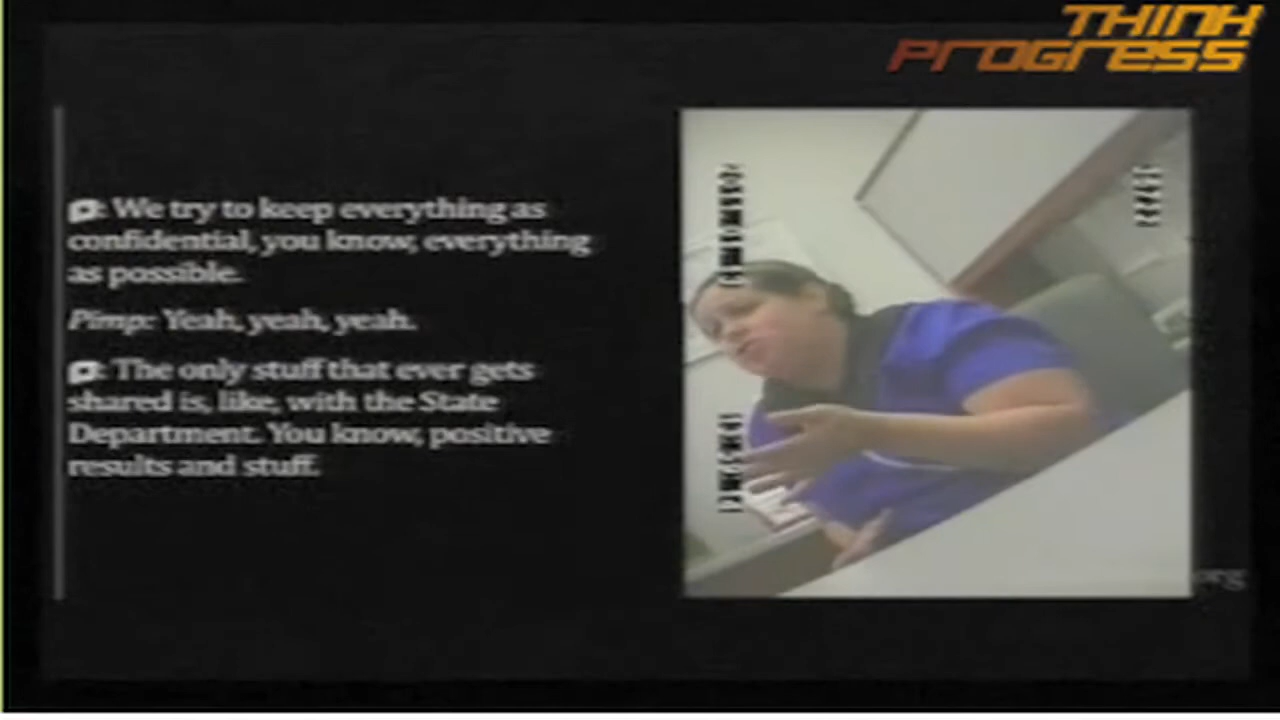 THINK
PROGRESS
: We try to keep everything as
confidential, you know, everything
as possible.
Pimp: Yeah, yeah, yeah.
: The only stuff that ever gets
shared is, like, with the State
Department. You know, positive
results and stuff.
org